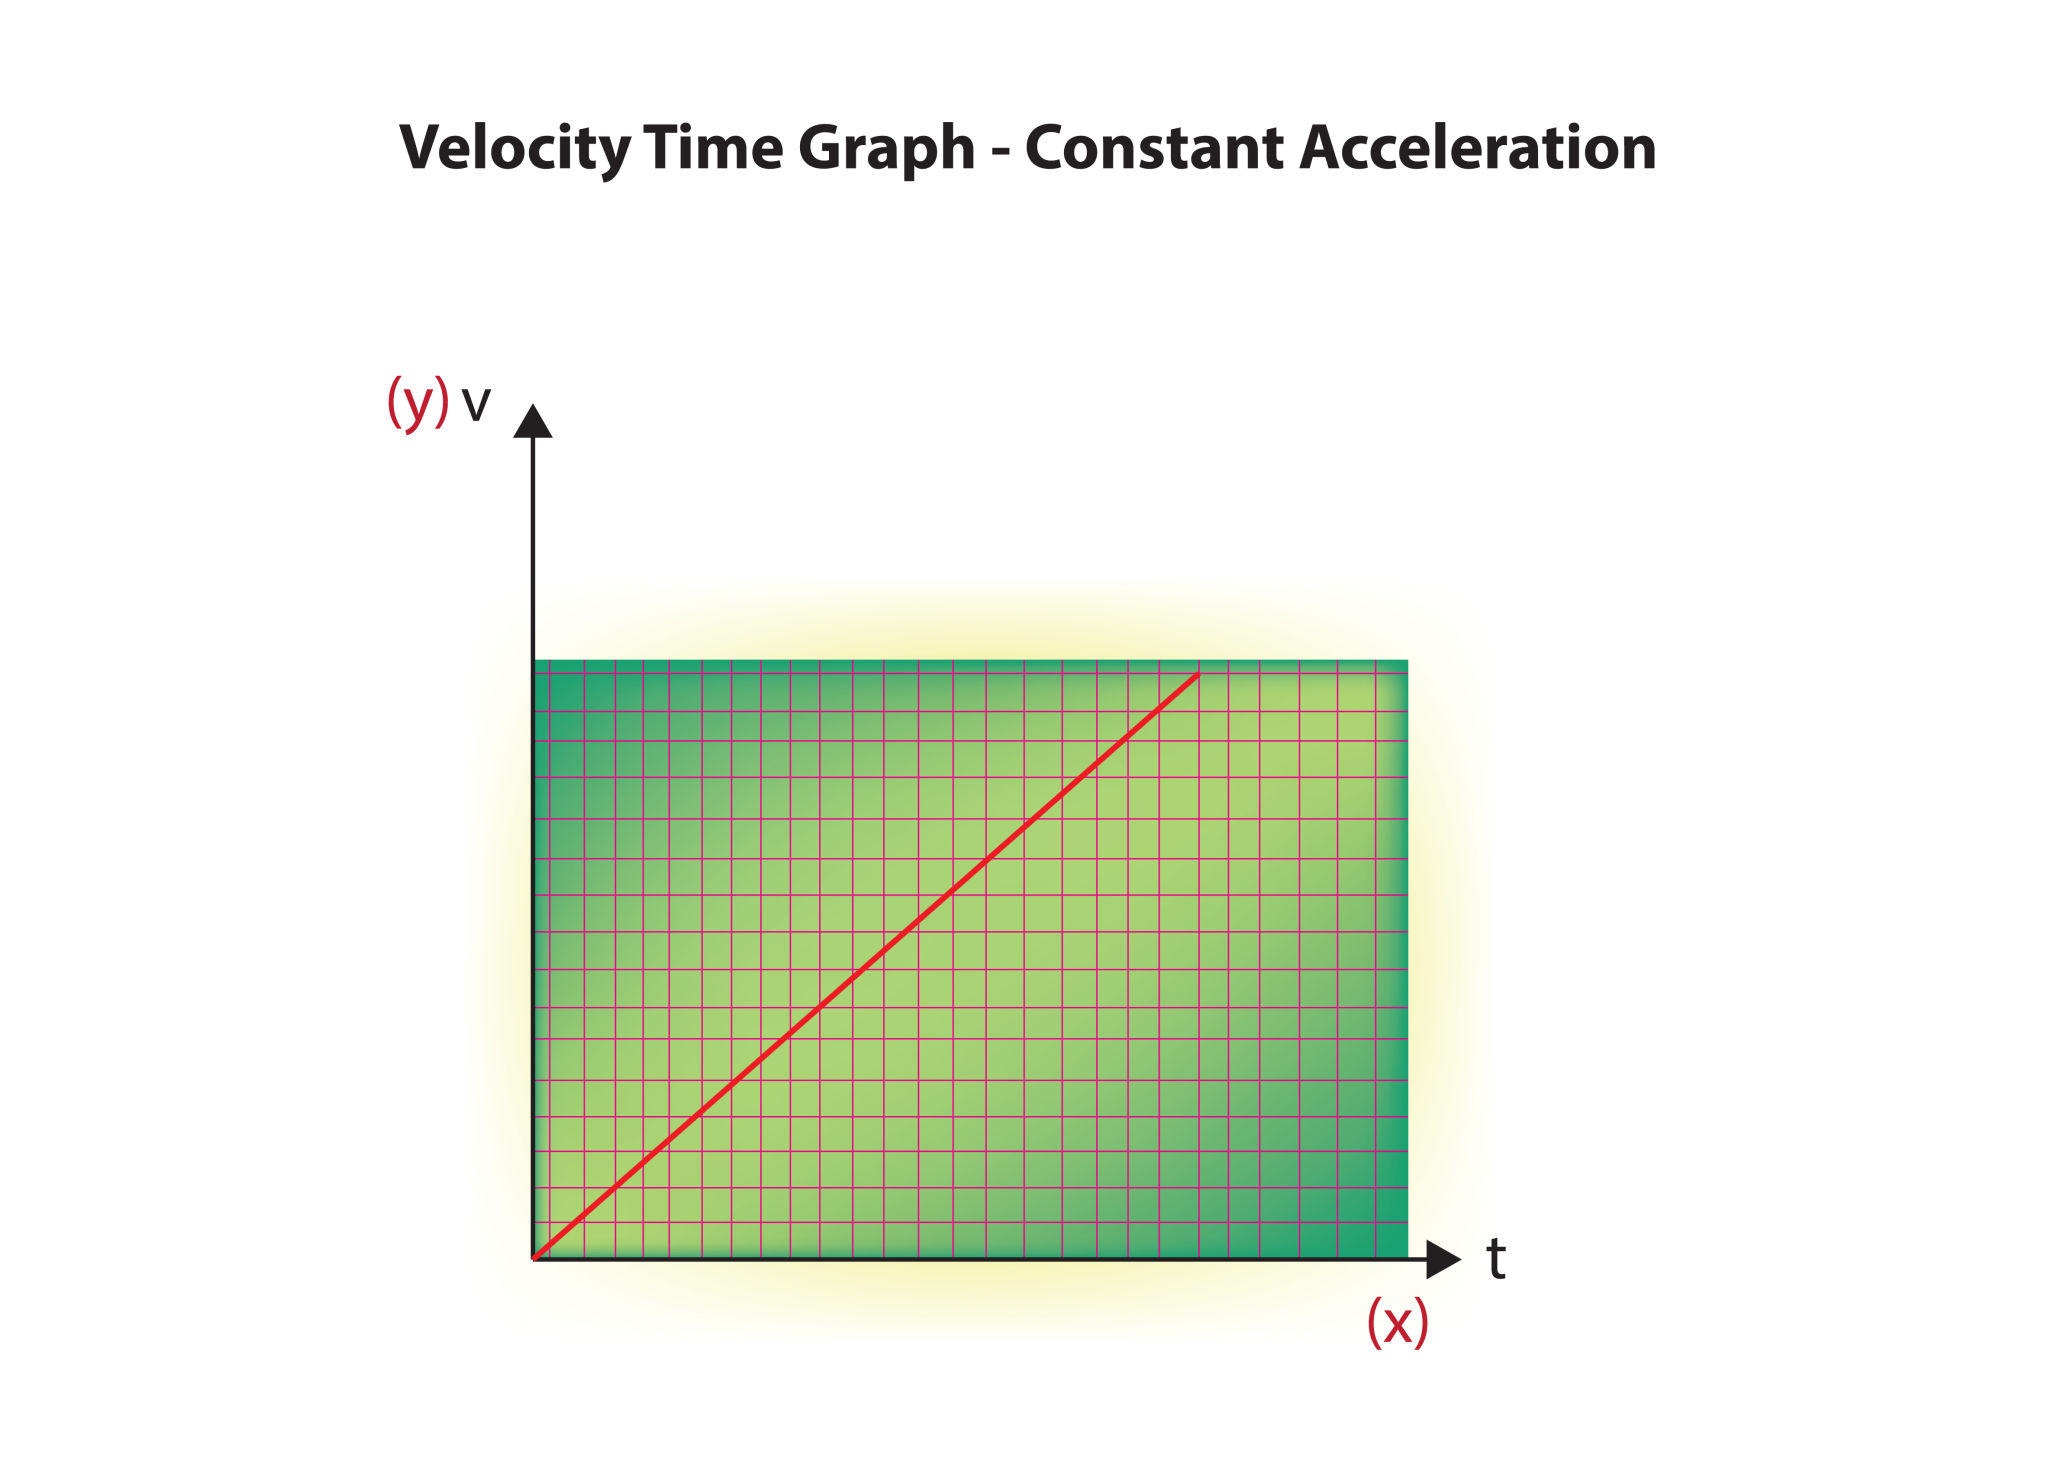 Velocity Time Graph - Constant Acceleration
(y) v
t
(x)